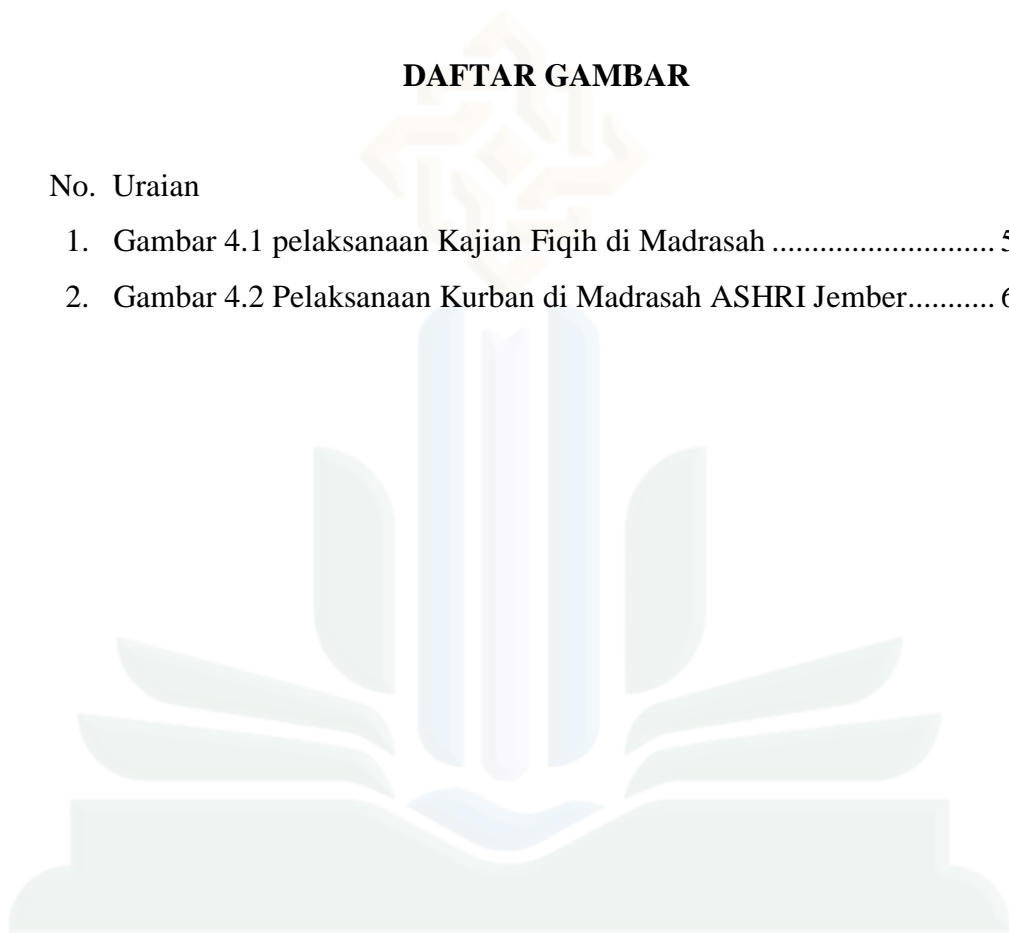 DAFTAR GAMBAR
No. Uraian
1. Gambar 4.1 pelaksanaan Kajian Fiqih di Madrasah ............................
2. Gambar 4.2 Pelaksanaan Kurban di Madrasah ASHRI Jember...........